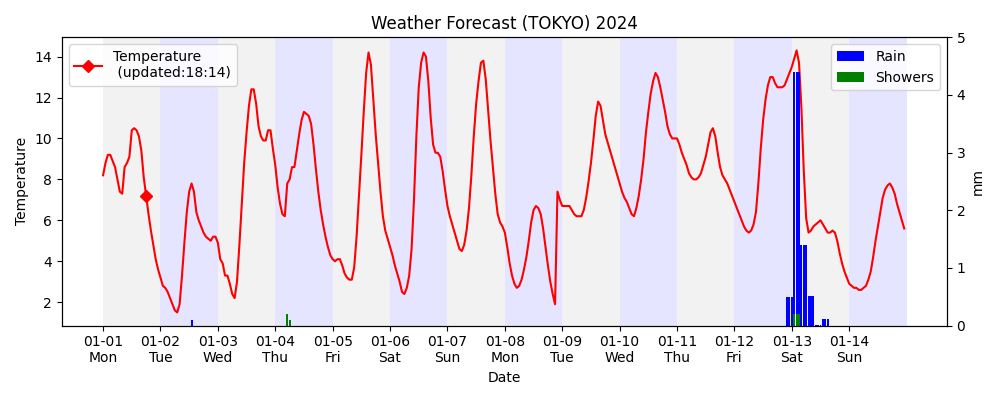 Weather Forecast (TOKYO) 2024
Temperature
(updated:18:14)
Rain
Showers
14
12
10
8
6
4
2
Temperature
5
4
3
2
1
0
mm
01-01 01-02 01-03 01-04 01-05 01-06 01-07 01-08 01-09 01-10 01-11 01-12 01-13 01-14
Mon Tue Wed Thu Fri Sat Sun Mon Tue Wed Thu Fri Sat Sun
Date